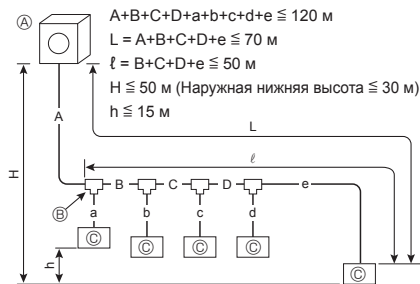 Ⓐ
A+B+C+D+a+b+c+d+e ≦ 120 м
L = A+B+C+D+e ≦ 70 м
ℓ = B+C+D+e ≦ 50 м
H ≦ 50 м (Наружная нижняя высота ≦ 30 м)
h ≦ 15 м
A
L
H
ℓ
B C D e
Ⓑ
a b c d
Ⓒ Ⓒ Ⓒ Ⓒ
h
Ⓒ